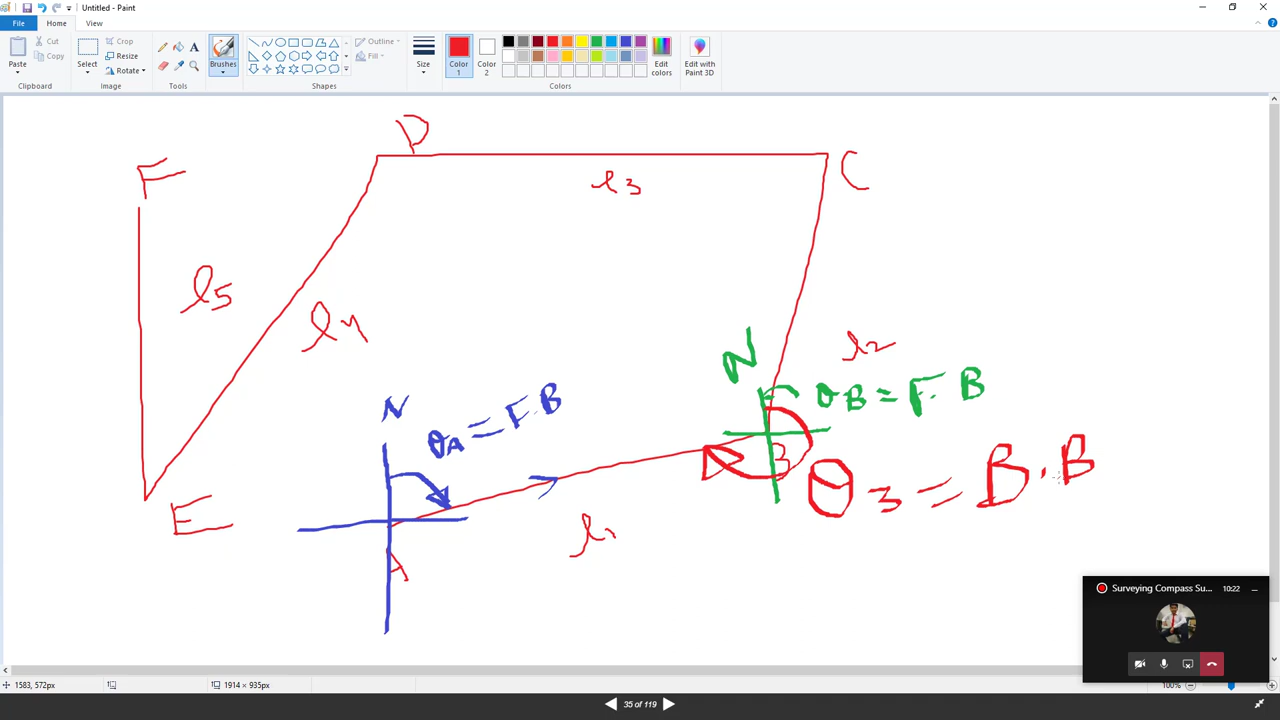 Untitled - Paint
File
Home
View
Paste
Cut
Copy
Clipboard
Select
Crop
Resize
Rotate
Image
Tools
Brushes
Outline
Fill
Shapes
Size
Color 1
Color 2
Edit colors
Colors
Edit with Paint 3D
D
F
C
l3
l5
l4
l2
N
θB = F.B
N
θA = F.B
B
θ3 = B.B
E
l1
A
Surveying Compass Su...
10:22
1583, 572px
1914 × 935px
100%
35 of 119